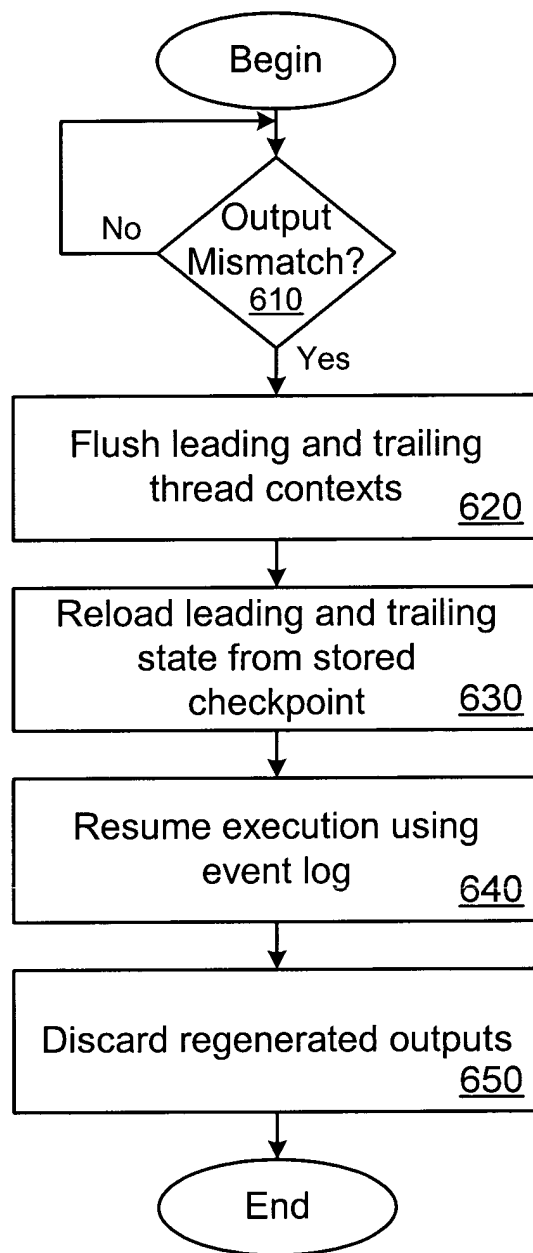 Begin
No
Output
Mismatch?
610
Yes
Flush leading and trailing
thread contexts
620
Reload leading and trailing
state from stored
checkpoint
630
Resume execution using
event log
640
Discard regenerated outputs
650
End